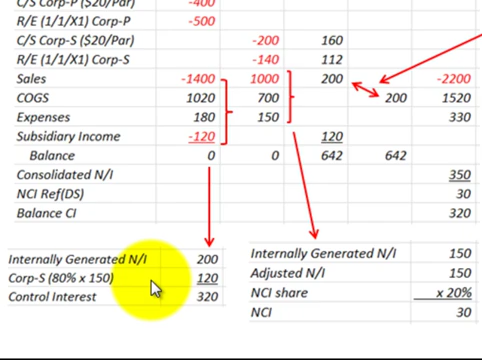 C/S Corp-P ($20/Par) -400
R/E (1/1/X1) Corp-P -500
C/S Corp-S ($20/Par) -200 160
R/E (1/1/X1) Corp-S -140 112
Sales -1400 1000 200 -2200
COGS 1020 700 200 1520
Expenses 180 150 330
Subsidiary Income -120 120
Balance 0 0 642 642
Consolidated N/I 350
NCI Ref(DS) 30
Balance CI 320
Internally Generated N/I 200
Corp-S (80% x 150) 120
Control Interest 320
Internally Generated N/I 150
Adjusted N/I 150
NCI share x 20%
NCI 30